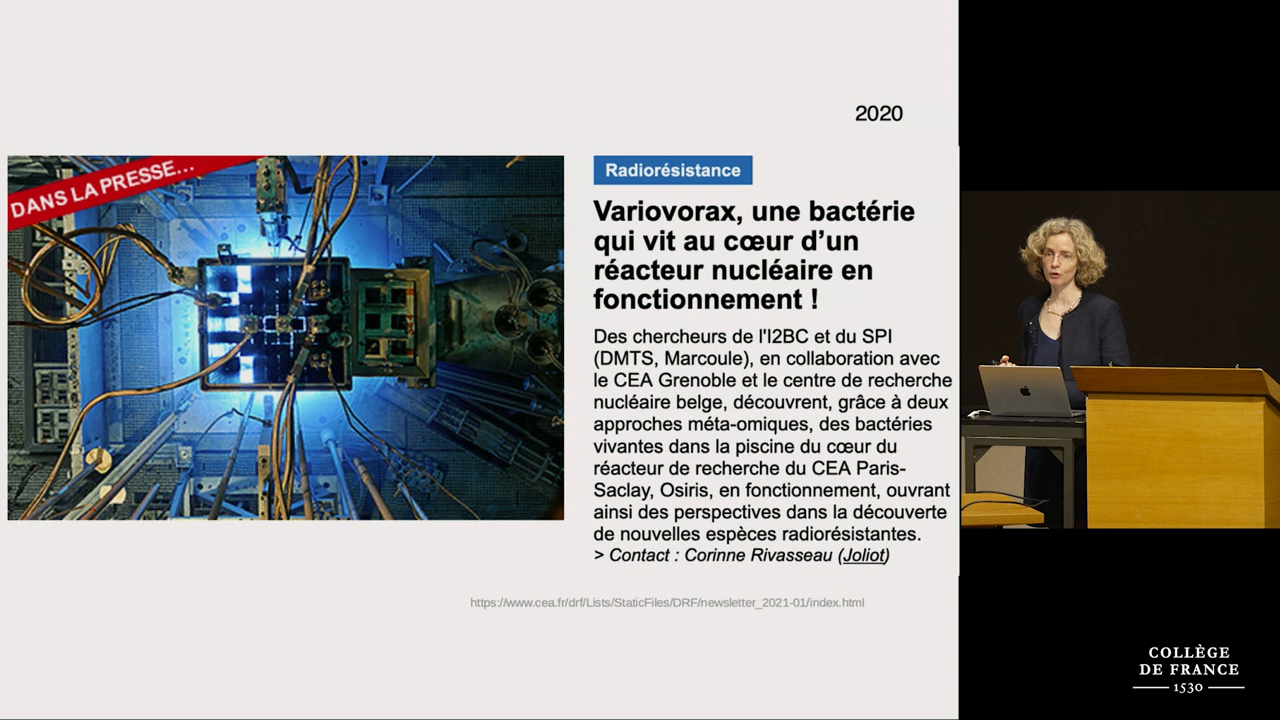 2020
DANS LA PRESSE...
Radiorésistance
Variovorax, une bactérie
qui vit au cœur d’un
réacteur nucléaire en
fonctionnement !
Des chercheurs de l'I2BC et du SPI
(DMTS, Marcoule), en collaboration avec
le CEA Grenoble et le centre de recherche
nucléaire belge, découvrent, grâce à deux
approches méta-omiques, des bactéries
vivantes dans la piscine du cœur du
réacteur de recherche du CEA Paris-
Saclay, Osiris, en fonctionnement, ouvrant
ainsi des perspectives dans la découverte
de nouvelles espèces radiorésistantes.
> Contact : Corinne Rivasseau (Joliot)
https://www.cea.fr/drf/Lists/StaticFiles/DRF/newsletter_2021-01/index.html
COLLÈGE
DE FRANCE
1530